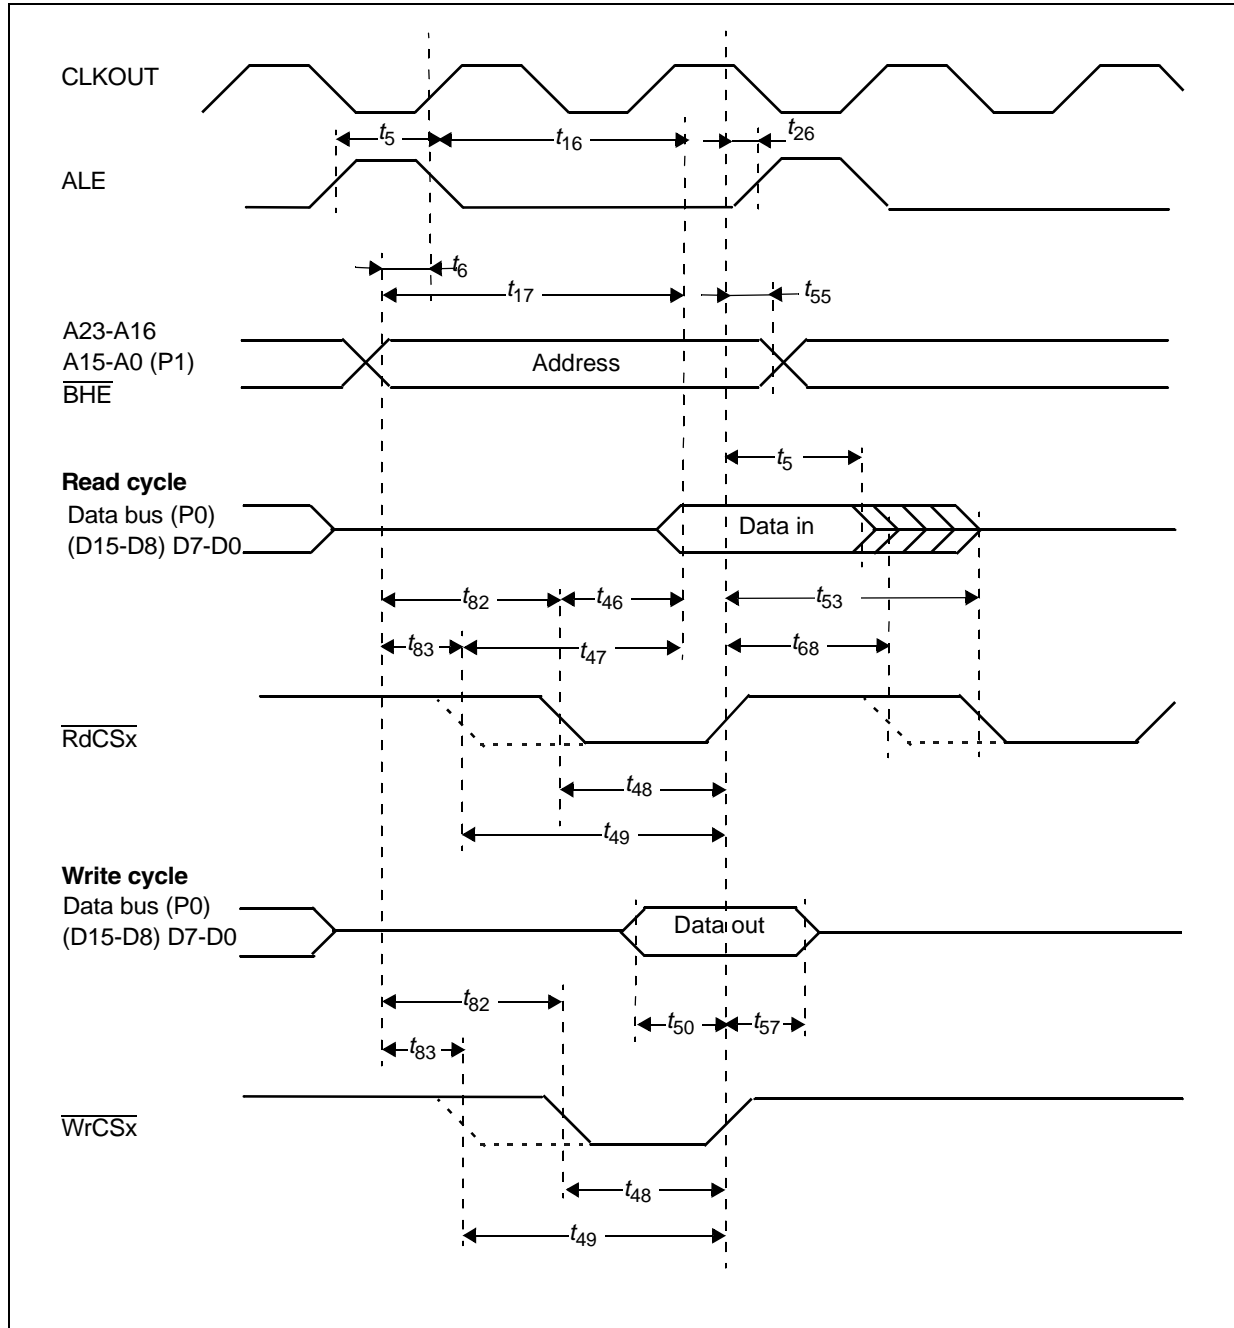 CLKOUT
t5
t16
t26
ALE
t6
t17
t55
A23-A16
A15-A0 (P1)
BHE
Address
t5
Read cycle
Data bus (P0)
(D15-D8) D7-D0
Data in
t82
t46
t53
t83
t47
t68
RdCSx
t48
t49
Write cycle
Data bus (P0)
(D15-D8) D7-D0
Data out
t82
t50
t57
t83
WrCSx
t48
t49